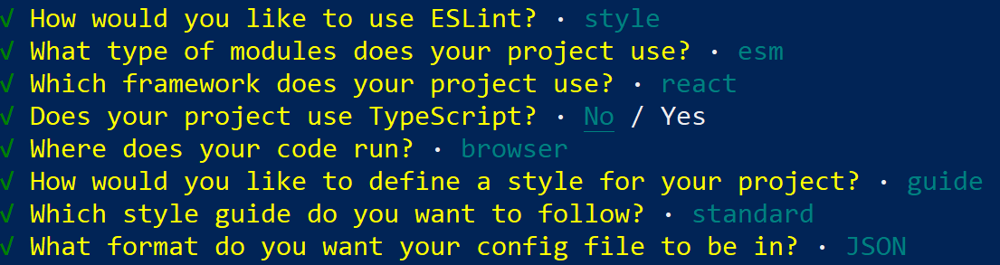 √ How would you like to use ESLint? · style
√ What type of modules does your project use? · esm
√ Which framework does your project use? · react
√ Does your project use TypeScript? · No / Yes
√ Where does your code run? · browser
√ How would you like to define a style for your project? · guide
√ Which style guide do you want to follow? · standard
√ What format do you want your config file to be in? · JSON